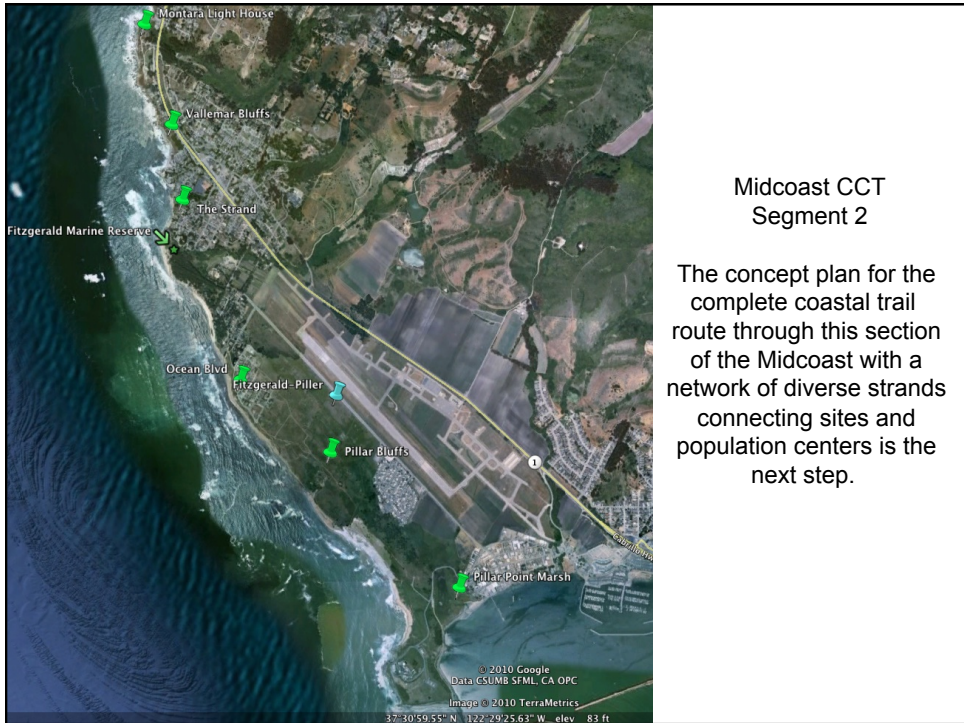 Montara Light House
Vallemar Bluffs
The Strand
Fitzgerald Marine Reserve
Ocean Blvd
Fitzgerald-Piller
Pillar Bluffs
1
Cabrillo Hw
Pillar Point Marsh
© 2010 Google
Data CSUMB SFML, CA OPC
Image © 2010 TerraMetrics
37°30'59.55" N 122°29'25.63" W elev 83 ft
Midcoast CCT
Segment 2
The concept plan for the
complete coastal trail
route through this section
of the Midcoast with a
network of diverse strands
connecting sites and
population centers is the
next step.